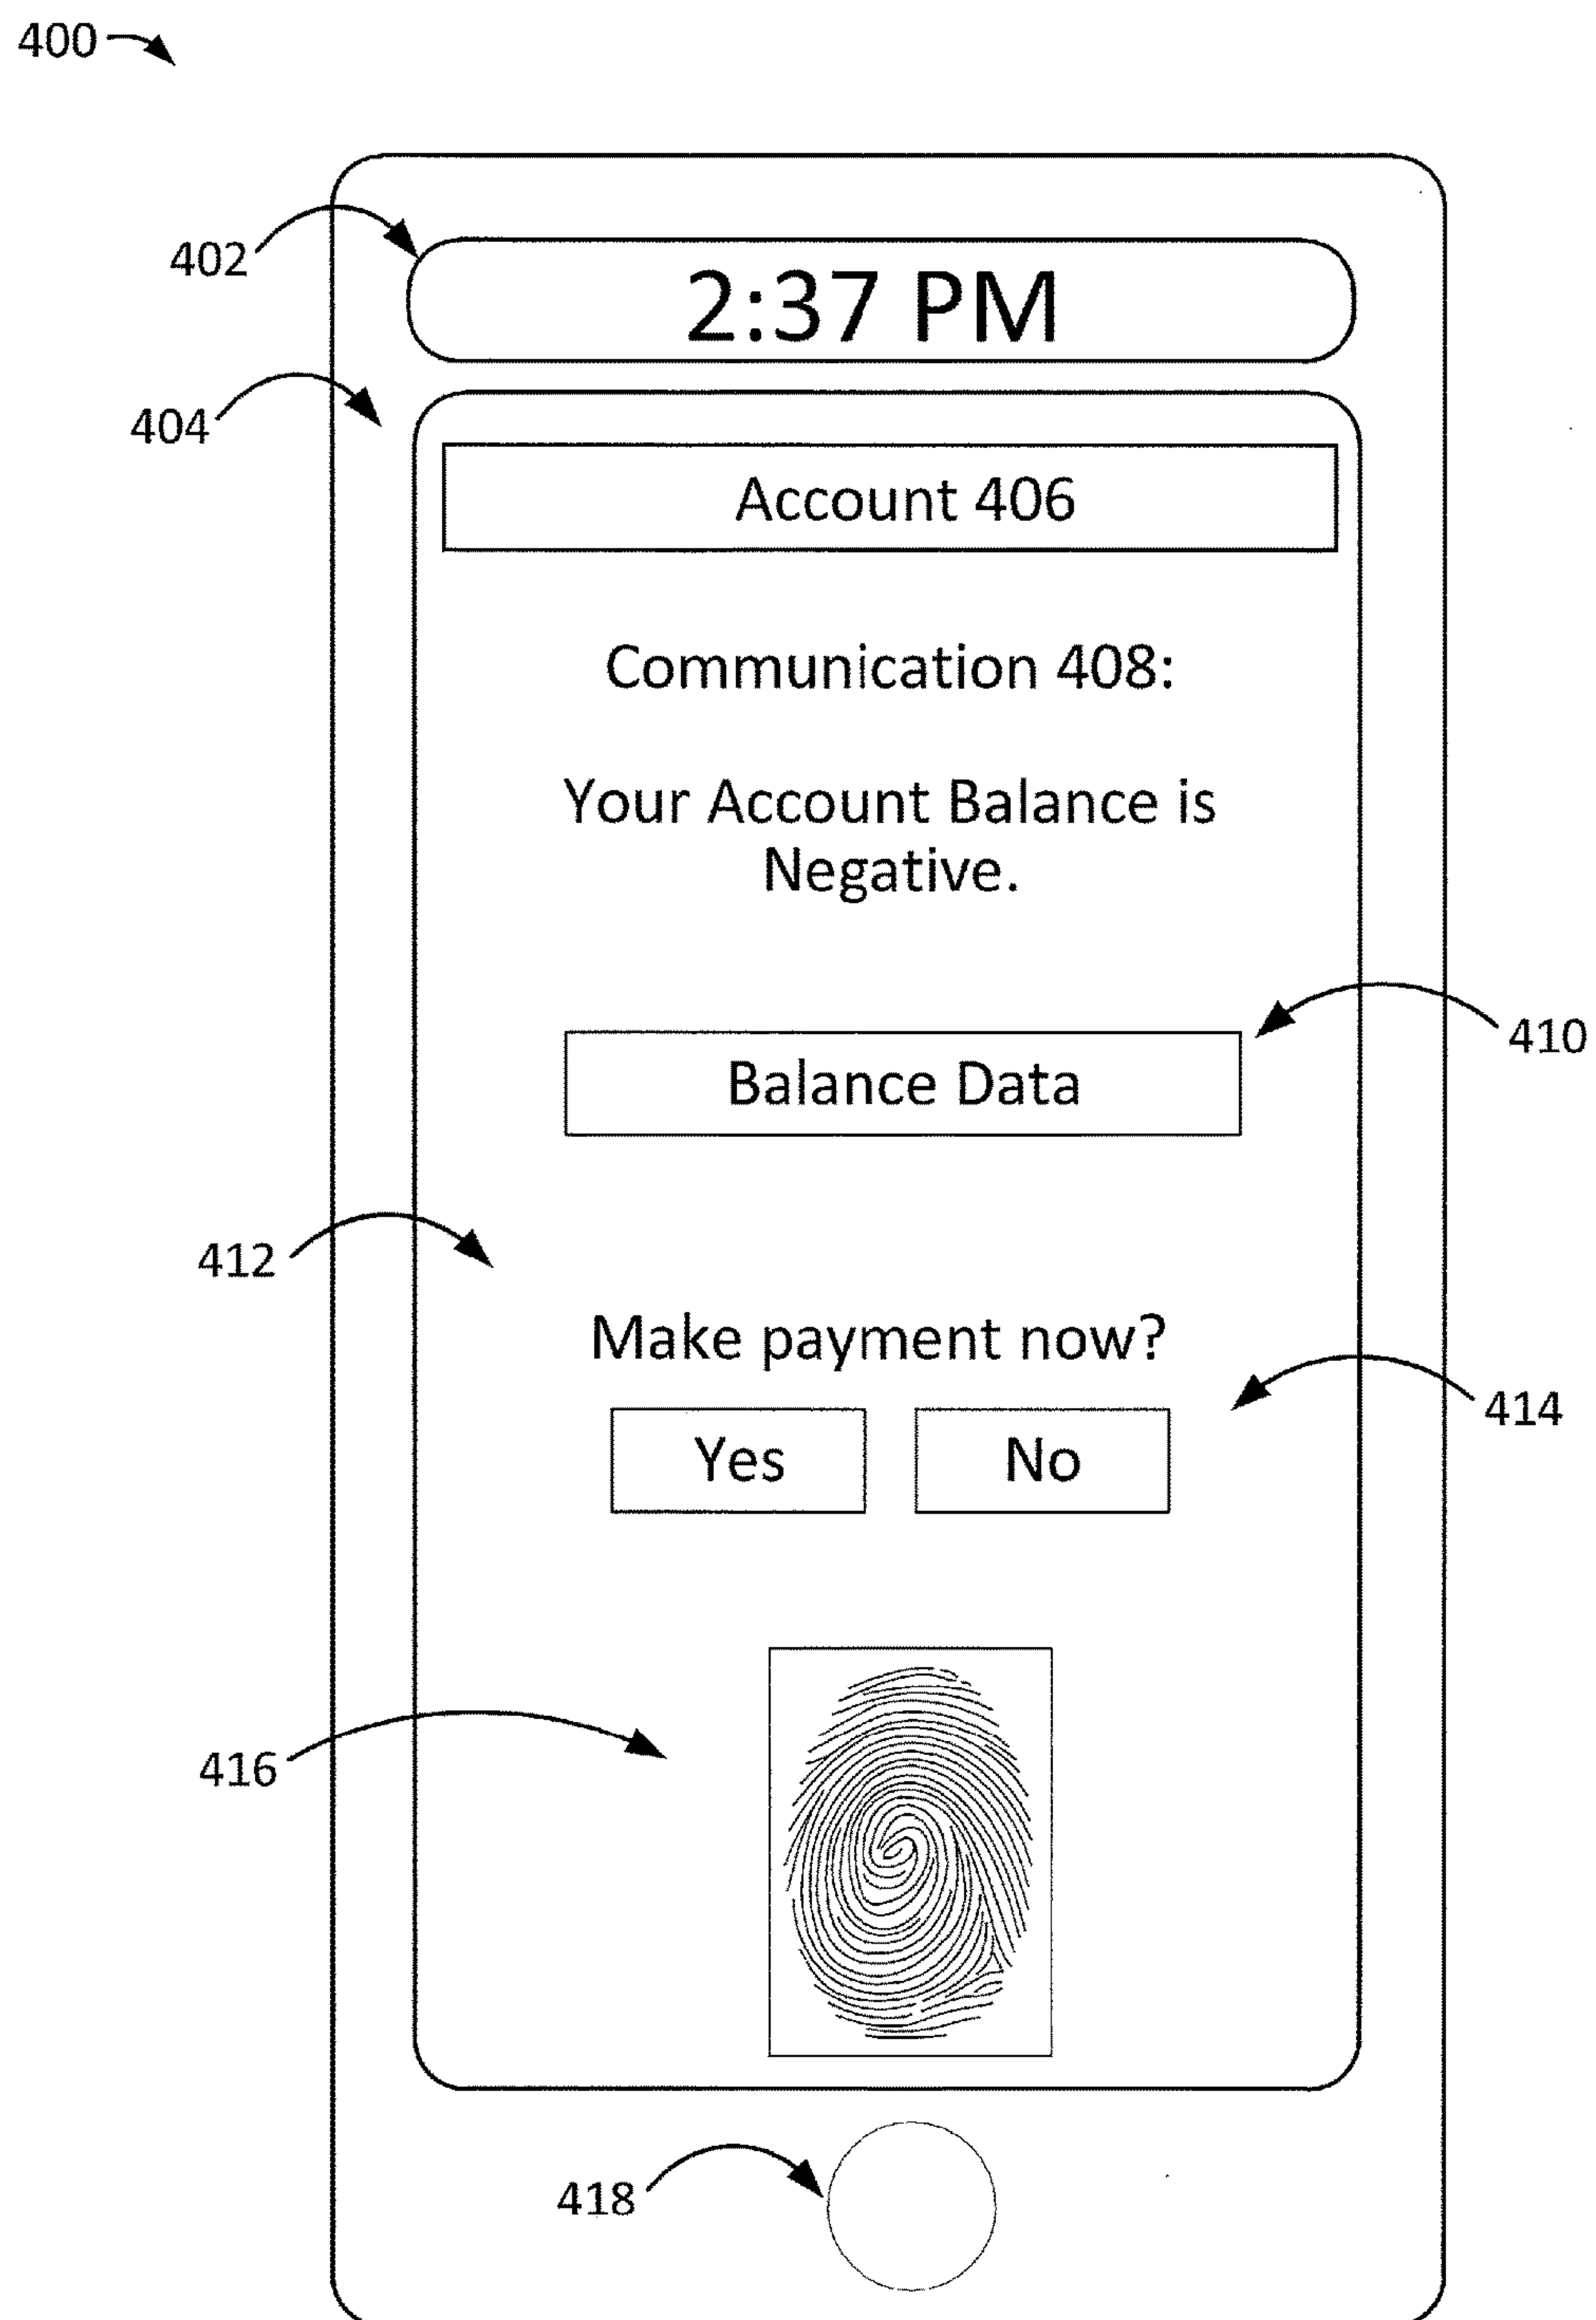 400
402
2:37 PM
404
Account 406
Communication 408:
Your Account Balance is
Negative.
410
Balance Data
412
Make payment now?
414
Yes
No
416
418